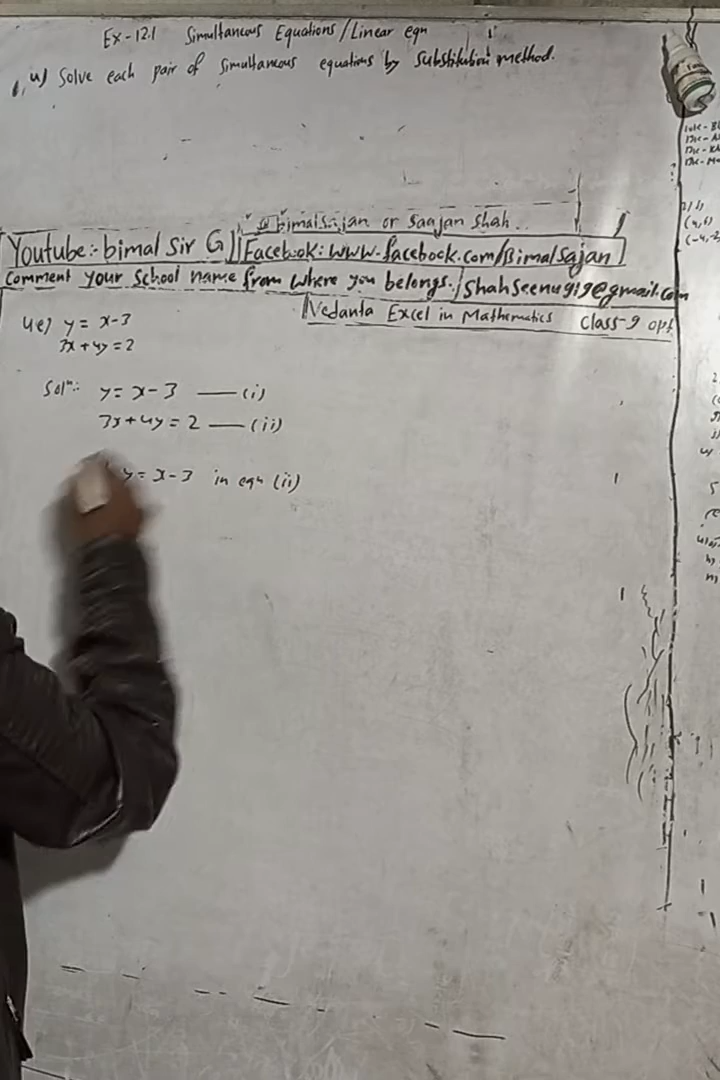 Ex-12.1 Simultaneous Equations/Linear eqn
4) Solve each pair of simultaneous equations by substitution method.
@bimalsajan or Saajan Shah..
Youtube:- bimal Sir G
Facebook: www.facebook.com/Bimalsajan
Comment your school name from where you belongs.
shahseenu919@gmail.com
Vedanta Excel in Mathematics Class-9 opt
4e) y = x-3
3x+4y=2
Solⁿ:- y = x-3 —— (i)
3x+4y = 2 —— (ii)
y = x-3 in eqn (ii)